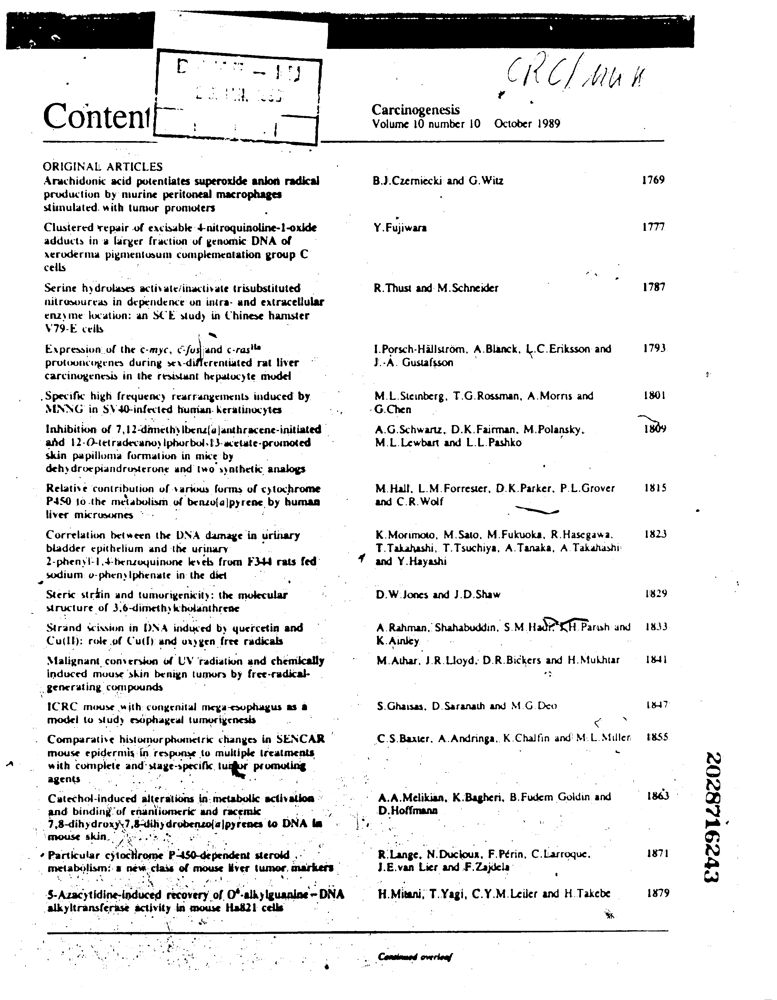 CRC/
Content
Carcinogenesis
Volume 10 number 10 October 1989
ORIGINAL ARTICLES
Arachidonic acid potentiates superoxide anion radical
production by murine peritoneal macrophages
stimulated with tumor promoters
B.J.Czerniecki and G.Witz
1769
Clustered repair of excisable 4-nitroquinoline-1-oxide
adducts in a larger fraction of genomic DNA of
xeroderma pigmentosum complementation group C
cells
Y.Fujiwara
1777
Serine hydrolases activate/inactivate trisubstituted
nitrosoureas in dependence on intra- and extracellular
enzyme location: an SCE study in Chinese hamster
V79-E cells
R.Thust and M.Schneider
1787
Expression of the c-myc, c-fos and c-rasHa
protooncogenes during sex-differentiated rat liver
carcinogenesis in the resistant hepatocyte model
I.Porsch-Hällström, A.Blanck, L.C.Eriksson and
J.-Å. Gustafsson
1793
Specific high frequency rearrangements induced by
MNNG in SV40-infected human keratinocytes
M.L.Steinberg, T.G.Rossman, A.Morris and
G.Chen
1801
Inhibition of 7,12-dimethylbenz[a]anthracene-initiated
and 12-O-tetradecanoylphorbol-13-acetate-promoted
skin papilloma formation in mice by
dehydroepiandrosterone and two synthetic analogs
A.G.Schwartz, D.K.Fairman, M.Polansky,
M.L.Lewbart and L.L.Pashko
1809
Relative contribution of various forms of cytochrome
P450 to the metabolism of benzo[a]pyrene by human
liver microsomes
M.Hall, L.M.Forrester, D.K.Parker, P.L.Grover
and C.R.Wolf
1815
Correlation between the DNA damage in urinary
bladder epithelium and the urinary
2-phenyl-1,4-benzoquinone levels from F344 rats fed
sodium o-phenylphenate in the diet
K.Morimoto, M.Sato, M.Fukuoka, R.Hasegawa,
T.Takahashi, T.Tsuchiya, A.Tanaka, A.Takahashi
and Y.Hayashi
1823
Steric strain and tumorigenicity: the molecular
structure of 3,6-dimethylcholanthrene
D.W.Jones and J.D.Shaw
1829
Strand scission in DNA induced by quercetin and
Cu(II): role of Cu(I) and oxygen free radicals
A.Rahman, Shahabuddin, S.M.Hadi, J.H.Parish and
K.Ainley
1833
Malignant conversion of UV radiation and chemically
induced mouse skin benign tumors by free-radical-
generating compounds
M.Athar, J.R.Lloyd, D.R.Bickers and H.Mukhtar
1841
ICRC mouse with congenital mega-esophagus as a
model to study esophageal tumorigenesis
S.Ghaisas, D.Saranath and M.G.Deo
1847
Comparative histomorphometric changes in SENCAR
mouse epidermis in response to multiple treatments
with complete and stage-specific tumor promoting
agents
C.S.Baxter, A.Andringa, K.Chalfin and M.L.Miller
1855
Catechol-induced alterations in metabolic activation
and binding of enantiomeric and racemic
7,8-dihydroxy-7,8-dihydrobenzo[a]pyrenes to DNA in
mouse skin
A.A.Melikian, K.Bagheri, B.Fudem Goldin and
D.Hoffmann
1863
Particular cytochrome P-450-dependent steroid
metabolism: a new class of mouse liver tumor markers
R.Lange, N.Ducloux, F.Périn, C.Larroque,
J.E.van Lier and F.Zajdela
1871
5-Azacytidine-induced recovery of O6-alkylguanine-DNA
alkyltransferase activity in mouse Ha821 cells
H.Mitani, T.Yagi, C.Y.M.Leiler and H.Takebe
1879
Continued overleaf
2028716243